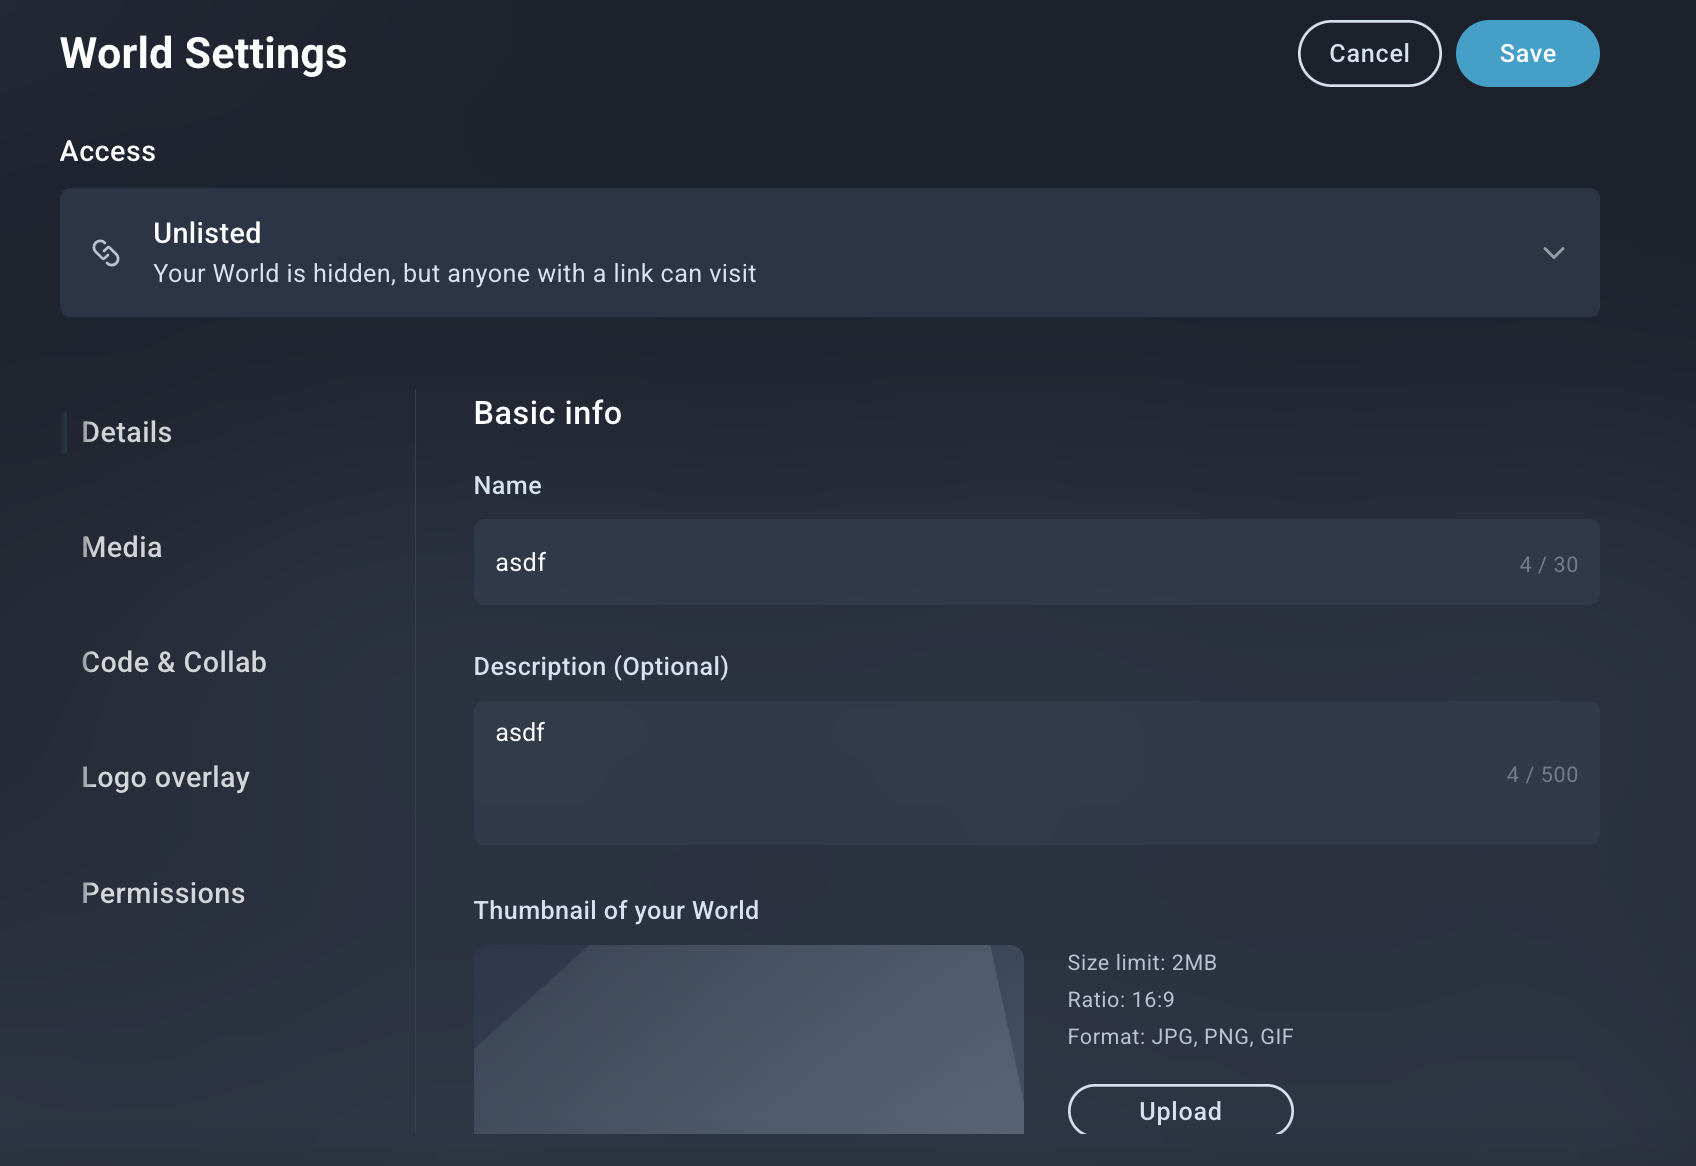 World Settings
Cancel
Save
Access
Unlisted
Your World is hidden, but anyone with a link can visit
Details
Media
Code & Collab
Logo overlay
Permissions
Basic info
Name
asdf
4 / 30
Description (Optional)
asdf
4 / 500
Thumbnail of your World
Size limit: 2MB
Ratio: 16:9
Format: JPG, PNG, GIF
Upload